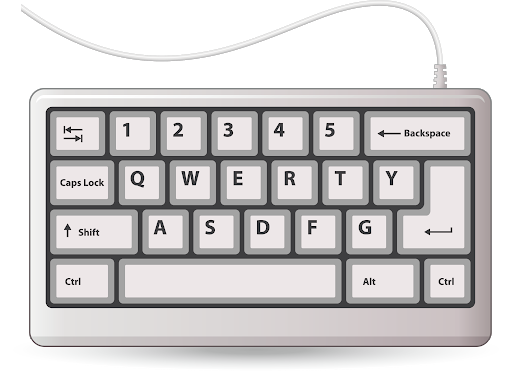 1 2 3 4 5 Backspace
Caps Lock Q W E R T Y
Shift A S D F G
Ctrl Alt Ctrl